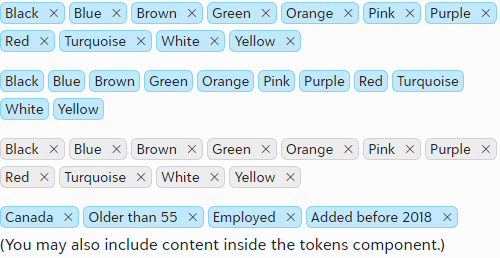 Black × Blue × Brown × Green × Orange × Pink × Purple ×
Red × Turquoise × White × Yellow ×
Black Blue Brown Green Orange Pink Purple Red Turquoise
White Yellow
Black × Blue × Brown × Green × Orange × Pink × Purple ×
Red × Turquoise × White × Yellow ×
Canada × Older than 55 × Employed × Added before 2018 ×
(You may also include content inside the tokens component.)